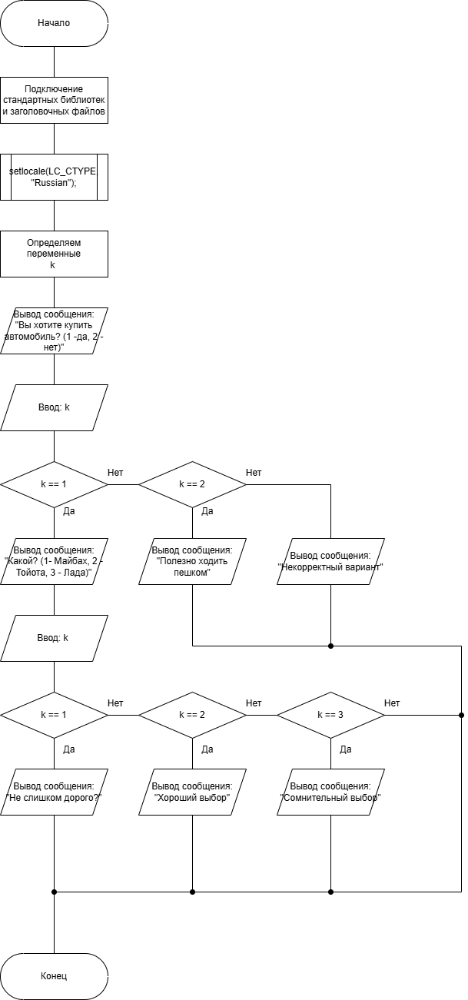 Начало
Подключение
стандартных библиотек
и заголовочных файлов
setlocale(LC_CTYPE,
"Russian");
Определяем
переменные
k
Вывод сообщения:
"Вы хотите купить
автомобиль? (1 -да, 2 -
нет)"
Ввод: k
k == 1
Нет
k == 2
Нет
Да
Да
Вывод сообщения:
"Какой? (1- Майбах, 2 -
Тойота, 3 - Лада)"
Вывод сообщения:
"Полезно ходить
пешком"
Вывод сообщения:
"Некорректный вариант"
Ввод: k
k == 1
Нет
k == 2
Нет
k == 3
Нет
Да
Да
Да
Вывод сообщения:
"Не слишком дорого?"
Вывод сообщения:
"Хороший выбор"
Вывод сообщения:
"Сомнительный выбор"
Конец